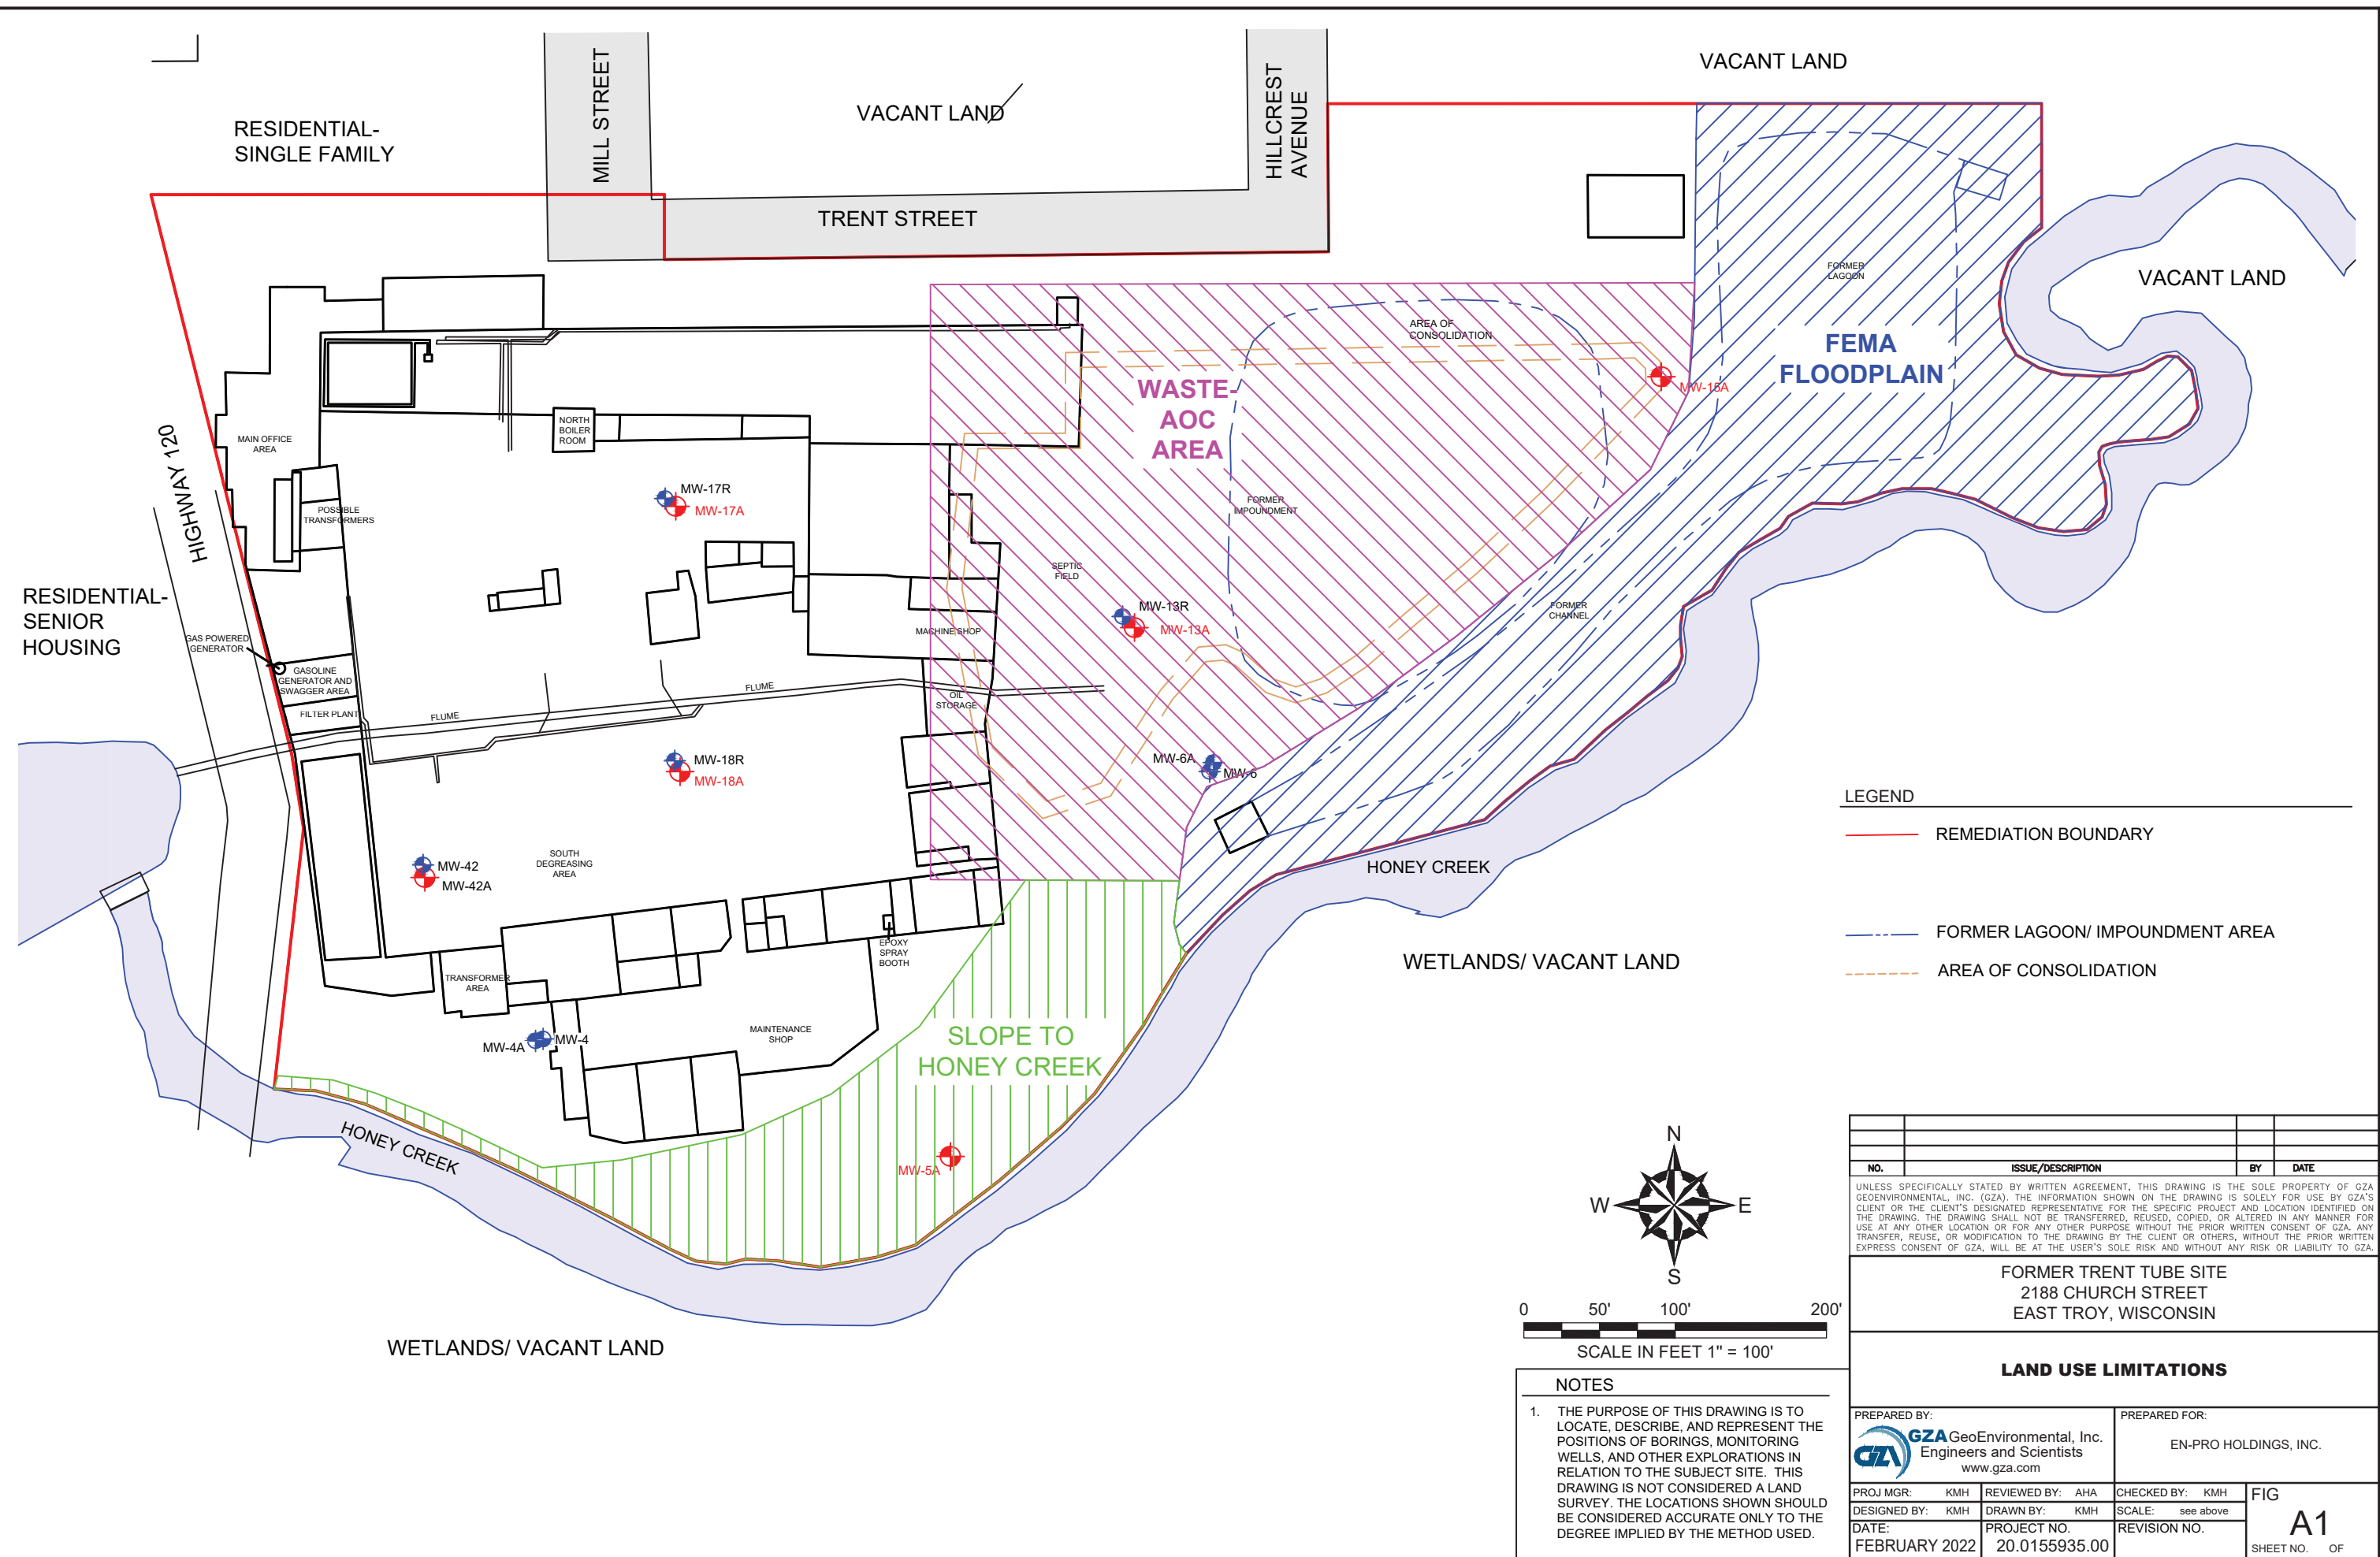 VACANT LAND
MILL STREET
VACANT LAND
HILLCREST
AVENUE
RESIDENTIAL-
SINGLE FAMILY
TRENT STREET
FORMER
LAGOON
VACANT LAND
AREA OF
CONSOLIDATION
FEMA
FLOODPLAIN
WASTE-
AOC
AREA
MW-15A
NORTH
BOILER
ROOM
MAIN OFFICE
AREA
HIGHWAY 120
MW-17R
MW-17A
POSSIBLE
TRANSFORMERS
FORMER
IMPOUNDMENT
SEPTIC
FIELD
RESIDENTIAL-
SENIOR
HOUSING
MW-13R
MW-13A
FORMER
CHANNEL
MACHINE SHOP
GAS POWERED
GENERATOR
GASOLINE
GENERATOR AND
SWAGGER AREA
FILTER PLANT
FLUME
FLUME
OIL
STORAGE
MW-18R
MW-18A
MW-6A
MW-6
MW-42
MW-42A
SOUTH
DEGREASING
AREA
HONEY CREEK
LEGEND
REMEDIATION BOUNDARY
FORMER LAGOON/ IMPOUNDMENT AREA
AREA OF CONSOLIDATION
WETLANDS/ VACANT LAND
EPOXY
SPRAY
BOOTH
TRANSFORMER
AREA
MW-4A
MW-4
MAINTENANCE
SHOP
SLOPE TO
HONEY CREEK
MW-5A
HONEY CREEK
WETLANDS/ VACANT LAND
N
W
E
S
0 50' 100' 200'
SCALE IN FEET 1" = 100'
NOTES
1. THE PURPOSE OF THIS DRAWING IS TO
LOCATE, DESCRIBE, AND REPRESENT THE
POSITIONS OF BORINGS, MONITORING
WELLS, AND OTHER EXPLORATIONS IN
RELATION TO THE SUBJECT SITE. THIS
DRAWING IS NOT CONSIDERED A LAND
SURVEY. THE LOCATIONS SHOWN SHOULD
BE CONSIDERED ACCURATE ONLY TO THE
DEGREE IMPLIED BY THE METHOD USED.
NO. ISSUE/DESCRIPTION BY DATE
UNLESS SPECIFICALLY STATED BY WRITTEN AGREEMENT, THIS DRAWING IS THE SOLE PROPERTY OF GZA
GEOENVIRONMENTAL, INC. (GZA). THE INFORMATION SHOWN ON THE DRAWING IS SOLELY FOR USE BY GZA'S
CLIENT OR THE CLIENT'S DESIGNATED REPRESENTATIVE FOR THE SPECIFIC PROJECT AND LOCATION IDENTIFIED ON
THE DRAWING. THE DRAWING SHALL NOT BE TRANSFERRED, REUSED, COPIED, OR ALTERED IN ANY MANNER FOR
USE AT ANY OTHER LOCATION OR FOR ANY OTHER PURPOSE WITHOUT THE PRIOR WRITTEN CONSENT OF GZA. ANY
TRANSFER, REUSE, OR MODIFICATION TO THE DRAWING BY THE CLIENT OR OTHERS, WITHOUT THE PRIOR WRITTEN
EXPRESS CONSENT OF GZA, WILL BE AT THE USER'S SOLE RISK AND WITHOUT ANY RISK OR LIABILITY TO GZA.
FORMER TRENT TUBE SITE
2188 CHURCH STREET
EAST TROY, WISCONSIN
LAND USE LIMITATIONS
PREPARED BY:
GZA
GZA GeoEnvironmental, Inc.
Engineers and Scientists
www.gza.com
PREPARED FOR:
EN-PRO HOLDINGS, INC.
PROJ MGR: KMH REVIEWED BY: AHA CHECKED BY: KMH
DESIGNED BY: KMH DRAWN BY: KMH SCALE: see above
DATE:
FEBRUARY 2022
PROJECT NO.
20.0155935.00
REVISION NO.
FIG
A1
SHEET NO. OF